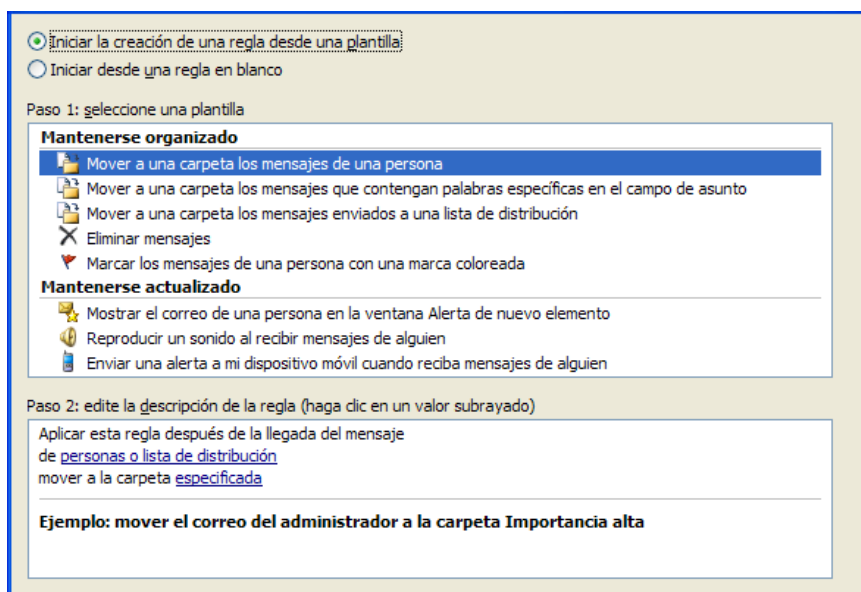 Iniciar la creación de una regla desde una plantilla
Iniciar desde una regla en blanco
Paso 1: seleccione una plantilla
Mantenerse organizado
Mover a una carpeta los mensajes de una persona
Mover a una carpeta los mensajes que contengan palabras específicas en el campo de asunto
Mover a una carpeta los mensajes enviados a una lista de distribución
Eliminar mensajes
Marcar los mensajes de una persona con una marca coloreada
Mantenerse actualizado
Mostrar el correo de una persona en la ventana Alerta de nuevo elemento
Reproducir un sonido al recibir mensajes de alguien
Enviar una alerta a mi dispositivo móvil cuando reciba mensajes de alguien
Paso 2: edite la descripción de la regla (haga clic en un valor subrayado)
Aplicar esta regla después de la llegada del mensaje
de personas o lista de distribución
mover a la carpeta especificada
Ejemplo: mover el correo del administrador a la carpeta Importancia alta